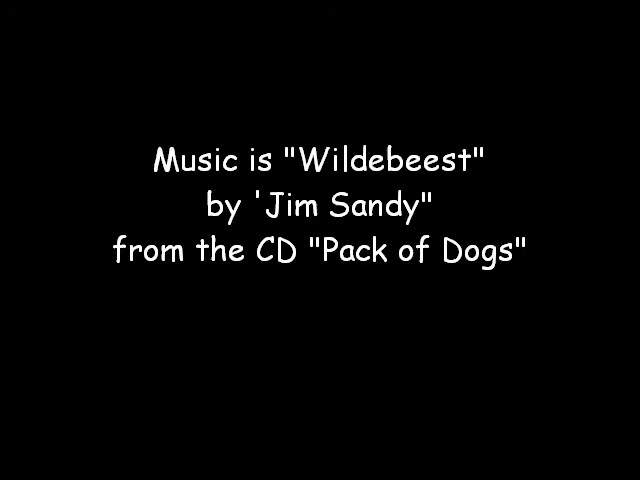 Music is "Wildebeest"
by 'Jim Sandy"
from the CD "Pack of Dogs"